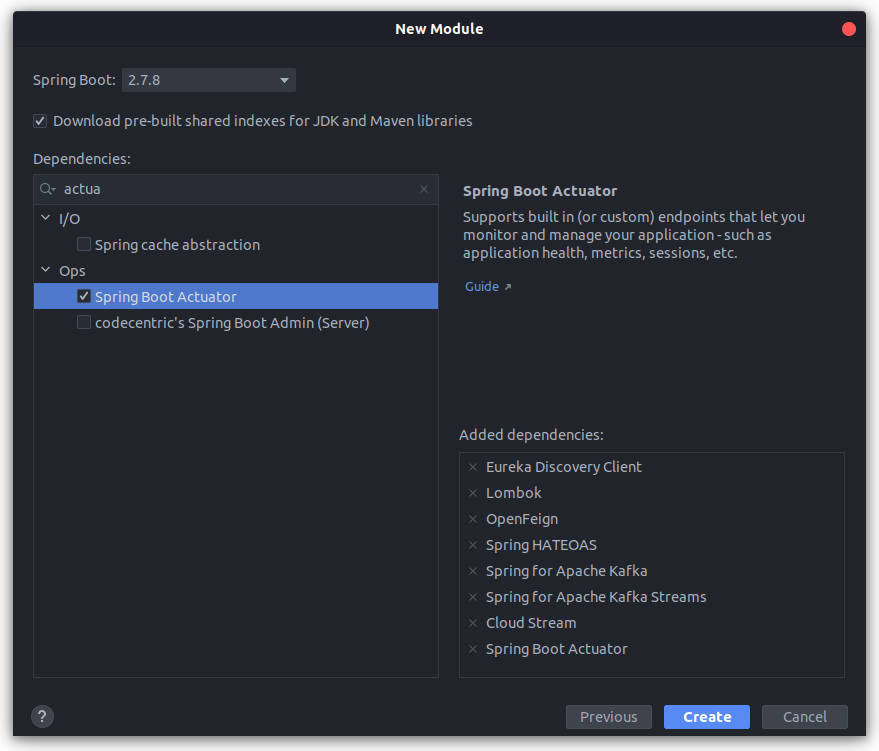 New Module
Spring Boot: 2.7.8
Download pre-built shared indexes for JDK and Maven libraries
Dependencies:
actua
I/O
Spring cache abstraction
Ops
Spring Boot Actuator
codecentric's Spring Boot Admin (Server)
Spring Boot Actuator
Supports built in (or custom) endpoints that let you
monitor and manage your application - such as
application health, metrics, sessions, etc.
Guide ↗
Added dependencies:
Eureka Discovery Client
Lombok
OpenFeign
Spring HATEOAS
Spring for Apache Kafka
Spring for Apache Kafka Streams
Cloud Stream
Spring Boot Actuator
? Previous Create Cancel